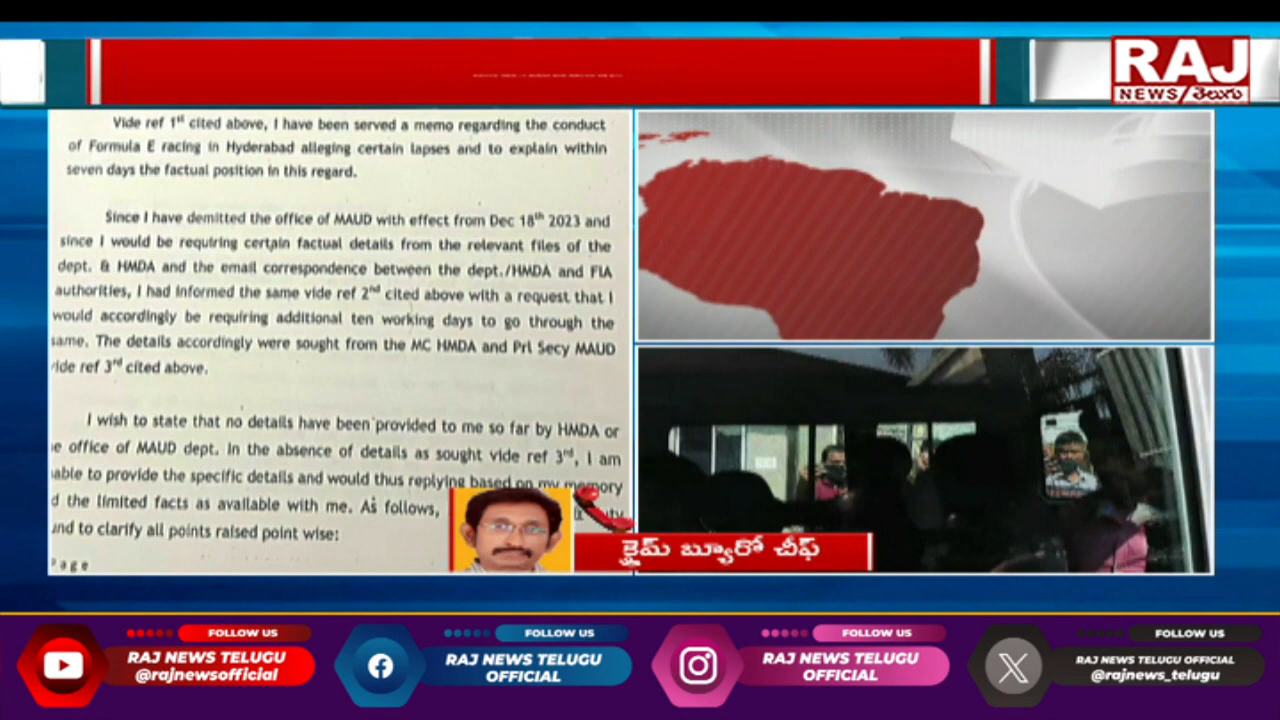 RAJ
NEWS తెలుగు
Vide ref 1st cited above, I have been served a memo regarding the conduct
of Formula E racing in Hyderabad alleging certain lapses and to explain within
seven days the factual position in this regard.
Since I have demitted the office of MAUD with effect from Dec 18th 2023 and
since I would be requiring certain factual details from the relevant files of the
dept. & HMDA and the email correspondence between the dept./HMDA and FIA
authorities, I had informed the same vide ref 2nd cited above with a request that I
would accordingly be requiring additional ten working days to go through the
same. The details accordingly were sought from the MC HMDA and Prl Secy MAUD
vide ref 3rd cited above.
I wish to state that no details have been provided to me so far by HMDA or
e office of MAUD dept. In the absence of details as sought vide ref 3rd, I am
able to provide the specific details and would thus replying based on my memory
d the limited facts as available with me. As follows,
und to clarify all points raised point wise:
Page
క్రైమ్ బ్యూరో చీఫ్
FOLLOW US
RAJ NEWS TELUGU
@rajnewsofficial
FOLLOW US
RAJ NEWS TELUGU
OFFICIAL
FOLLOW US
RAJ NEWS TELUGU
OFFICIAL
FOLLOW US
RAJ NEWS TELUGU OFFICIAL
@rajnews_telugu